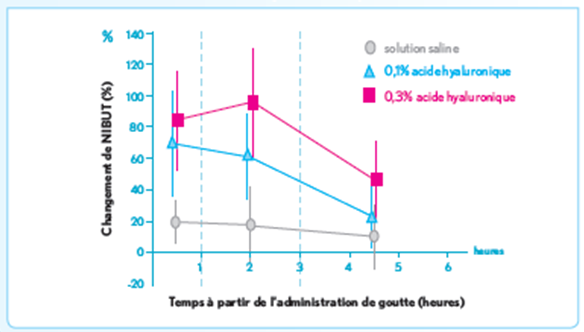 % 140
solution saline
120
0,1% acide hyaluronique
100
0,3% acide hyaluronique
80
60
40
20
0
heures
-20
1 2 3 4 5 6
Changement de NIBUT (%)
Temps à partir de l'administration de goutte (heures)